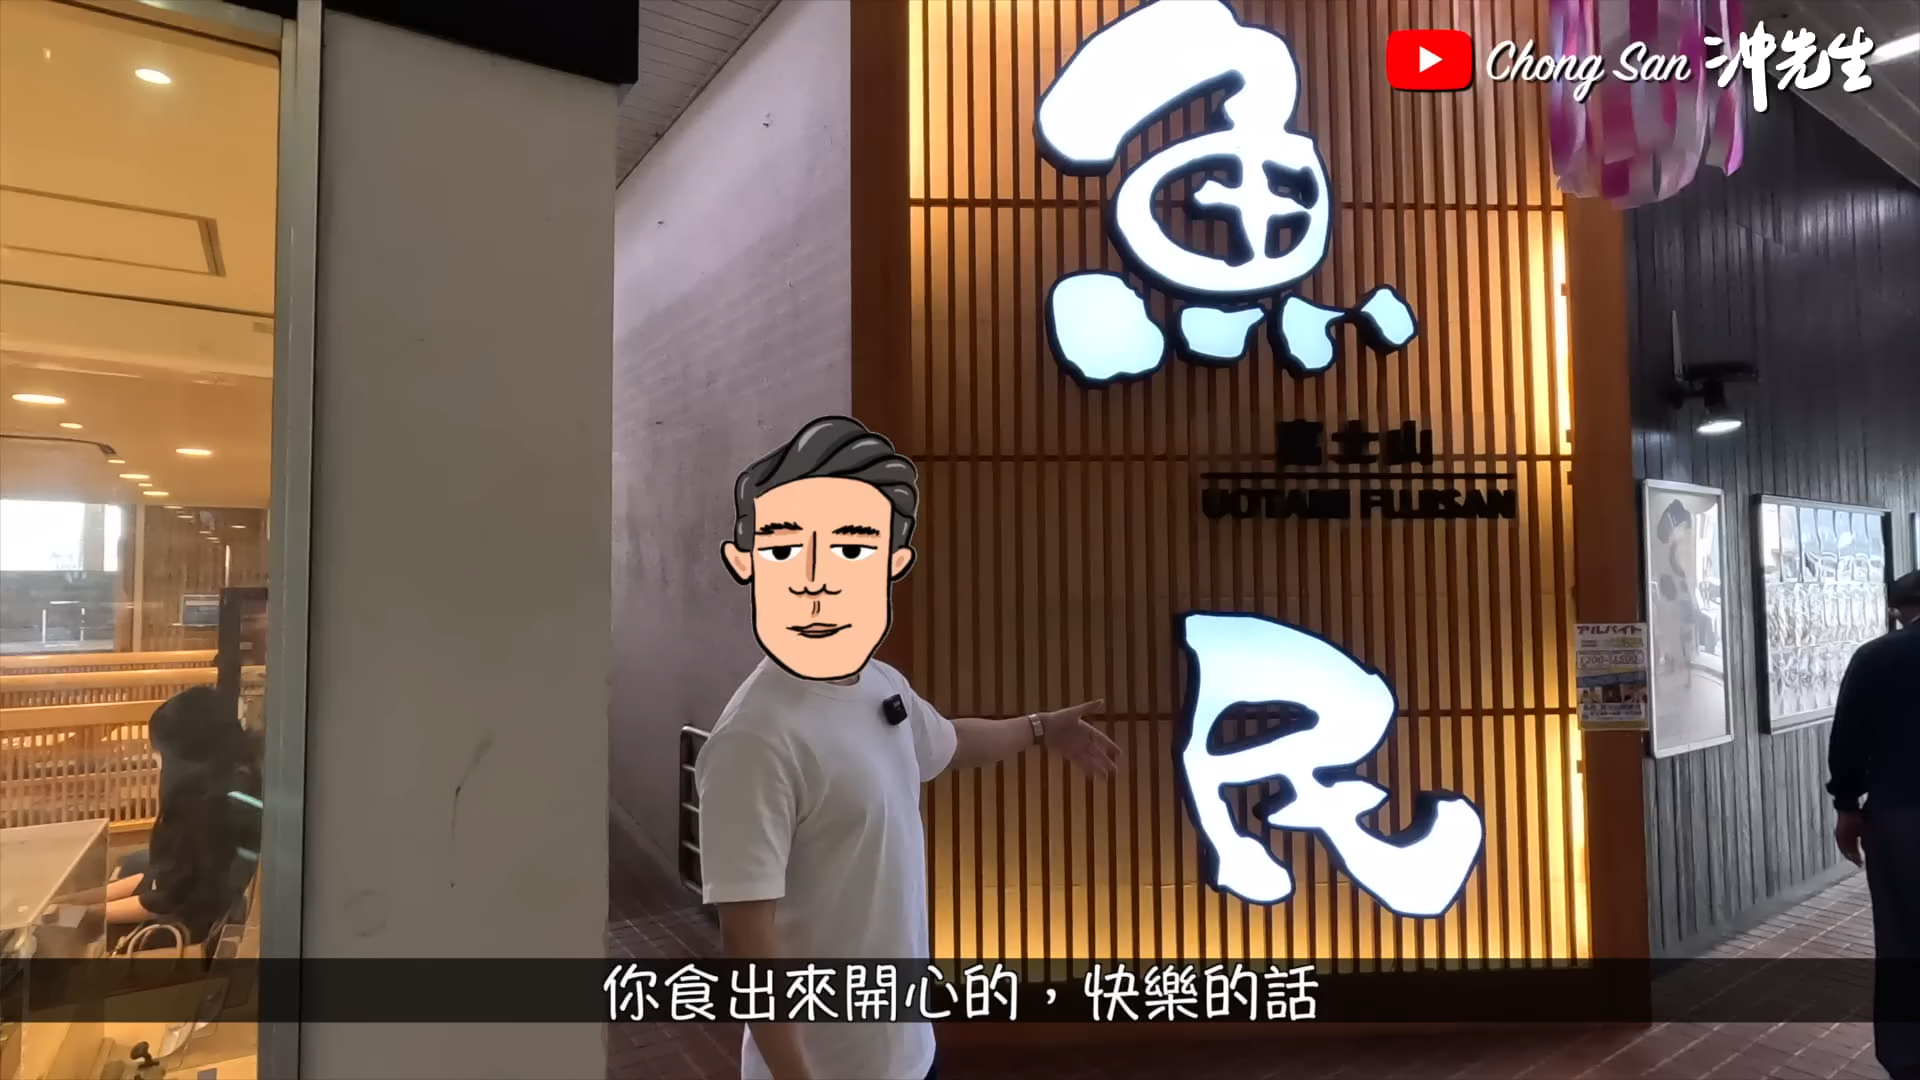 Chong San 沖先生
魚民
富士山
UOTAMI FUJISAN
アルバイト
你食出來開心的，快樂的話